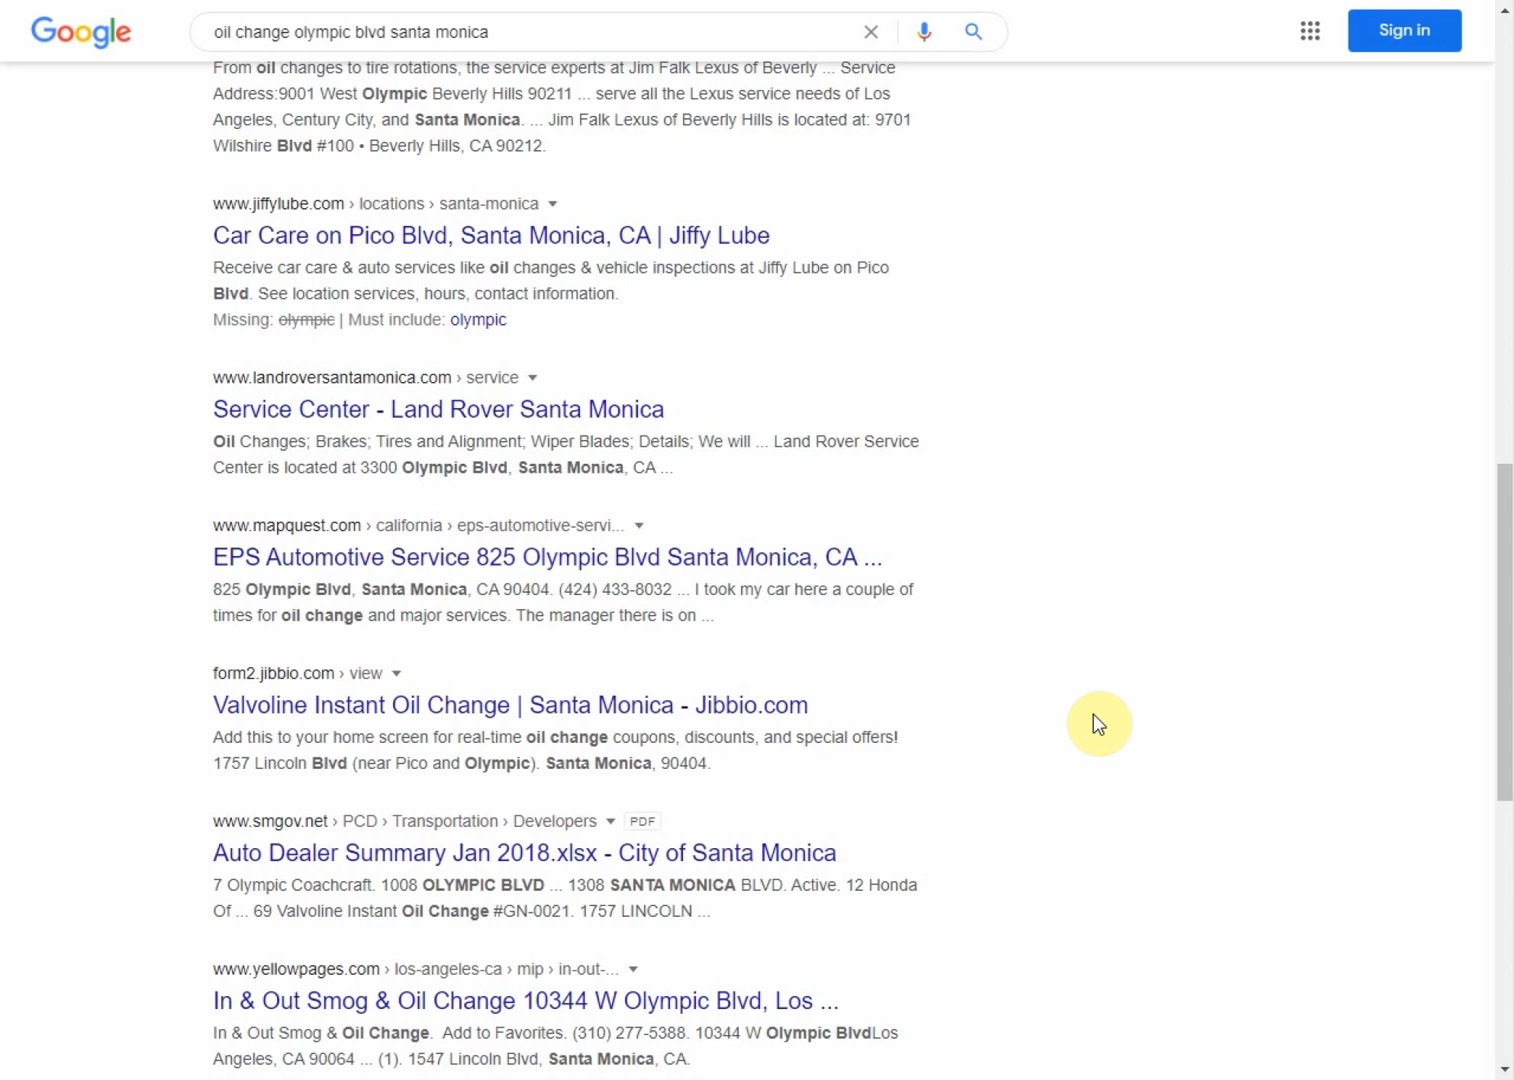 Google
oil change olympic blvd santa monica
Sign in
From oil changes to tire rotations, the service experts at Jim Falk Lexus of Beverly ... Service
Address:9001 West Olympic Beverly Hills 90211 ... serve all the Lexus service needs of Los
Angeles, Century City, and Santa Monica. ... Jim Falk Lexus of Beverly Hills is located at: 9701
Wilshire Blvd #100 • Beverly Hills, CA 90212.
www.jiffylube.com › locations › santa-monica
Car Care on Pico Blvd, Santa Monica, CA | Jiffy Lube
Receive car care & auto services like oil changes & vehicle inspections at Jiffy Lube on Pico
Blvd. See location services, hours, contact information.
Missing: olympic | Must include: olympic
www.landroversantamonica.com › service
Service Center - Land Rover Santa Monica
Oil Changes; Brakes; Tires and Alignment; Wiper Blades; Details; We will ... Land Rover Service
Center is located at 3300 Olympic Blvd, Santa Monica, CA ...
www.mapquest.com › california › eps-automotive-servi...
EPS Automotive Service 825 Olympic Blvd Santa Monica, CA ...
825 Olympic Blvd, Santa Monica, CA 90404. (424) 433-8032 ... I took my car here a couple of
times for oil change and major services. The manager there is on ...
form2.jibbio.com › view
Valvoline Instant Oil Change | Santa Monica - Jibbio.com
Add this to your home screen for real-time oil change coupons, discounts, and special offers!
1757 Lincoln Blvd (near Pico and Olympic). Santa Monica, 90404.
www.smgov.net › PCD › Transportation › Developers PDF
Auto Dealer Summary Jan 2018.xlsx - City of Santa Monica
7 Olympic Coachcraft. 1008 OLYMPIC BLVD ... 1308 SANTA MONICA BLVD. Active. 12 Honda
Of ... 69 Valvoline Instant Oil Change #GN-0021. 1757 LINCOLN ...
www.yellowpages.com › los-angeles-ca › mip › in-out-...
In & Out Smog & Oil Change 10344 W Olympic Blvd, Los ...
In & Out Smog & Oil Change. Add to Favorites. (310) 277-5388. 10344 W Olympic BlvdLos
Angeles, CA 90064 ... (1). 1547 Lincoln Blvd, Santa Monica, CA.